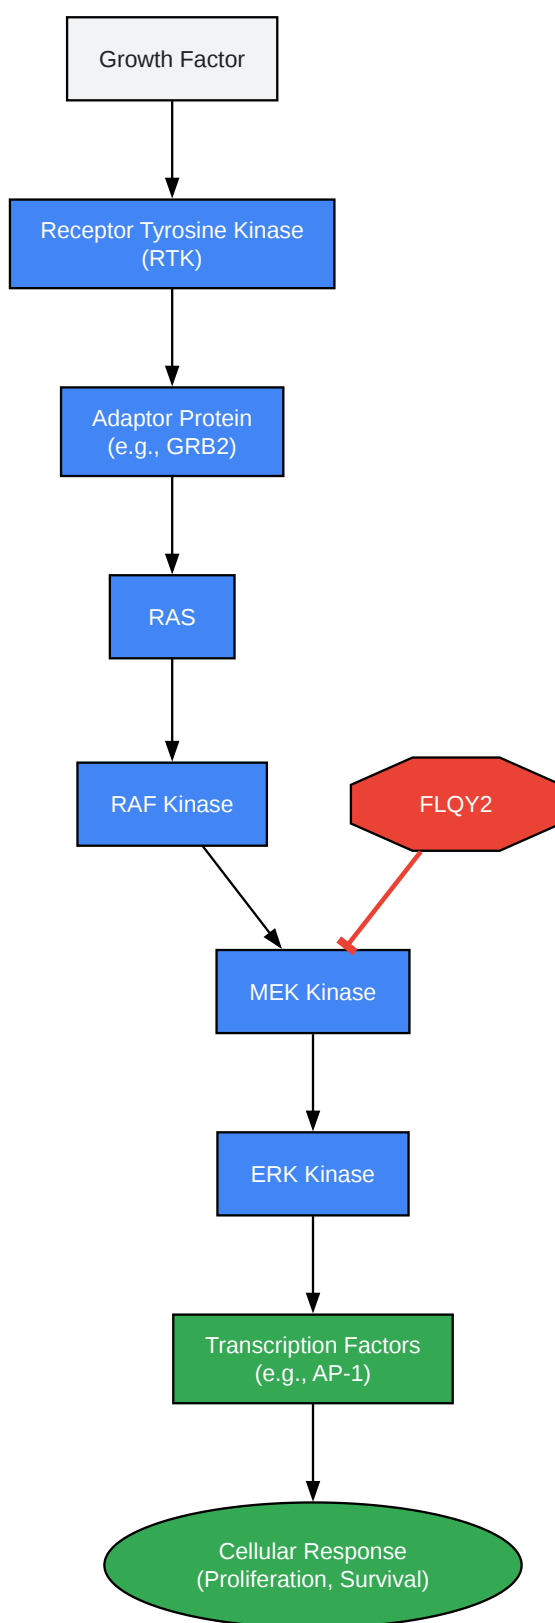 Growth Factor
Receptor Tyrosine Kinase
(RTK)
Adaptor Protein
(e.g., GRB2)
RAS
RAF Kinase
FLQY2
MEK Kinase
ERK Kinase
Transcription Factors
(e.g., AP-1)
Cellular Response
(Proliferation, Survival)